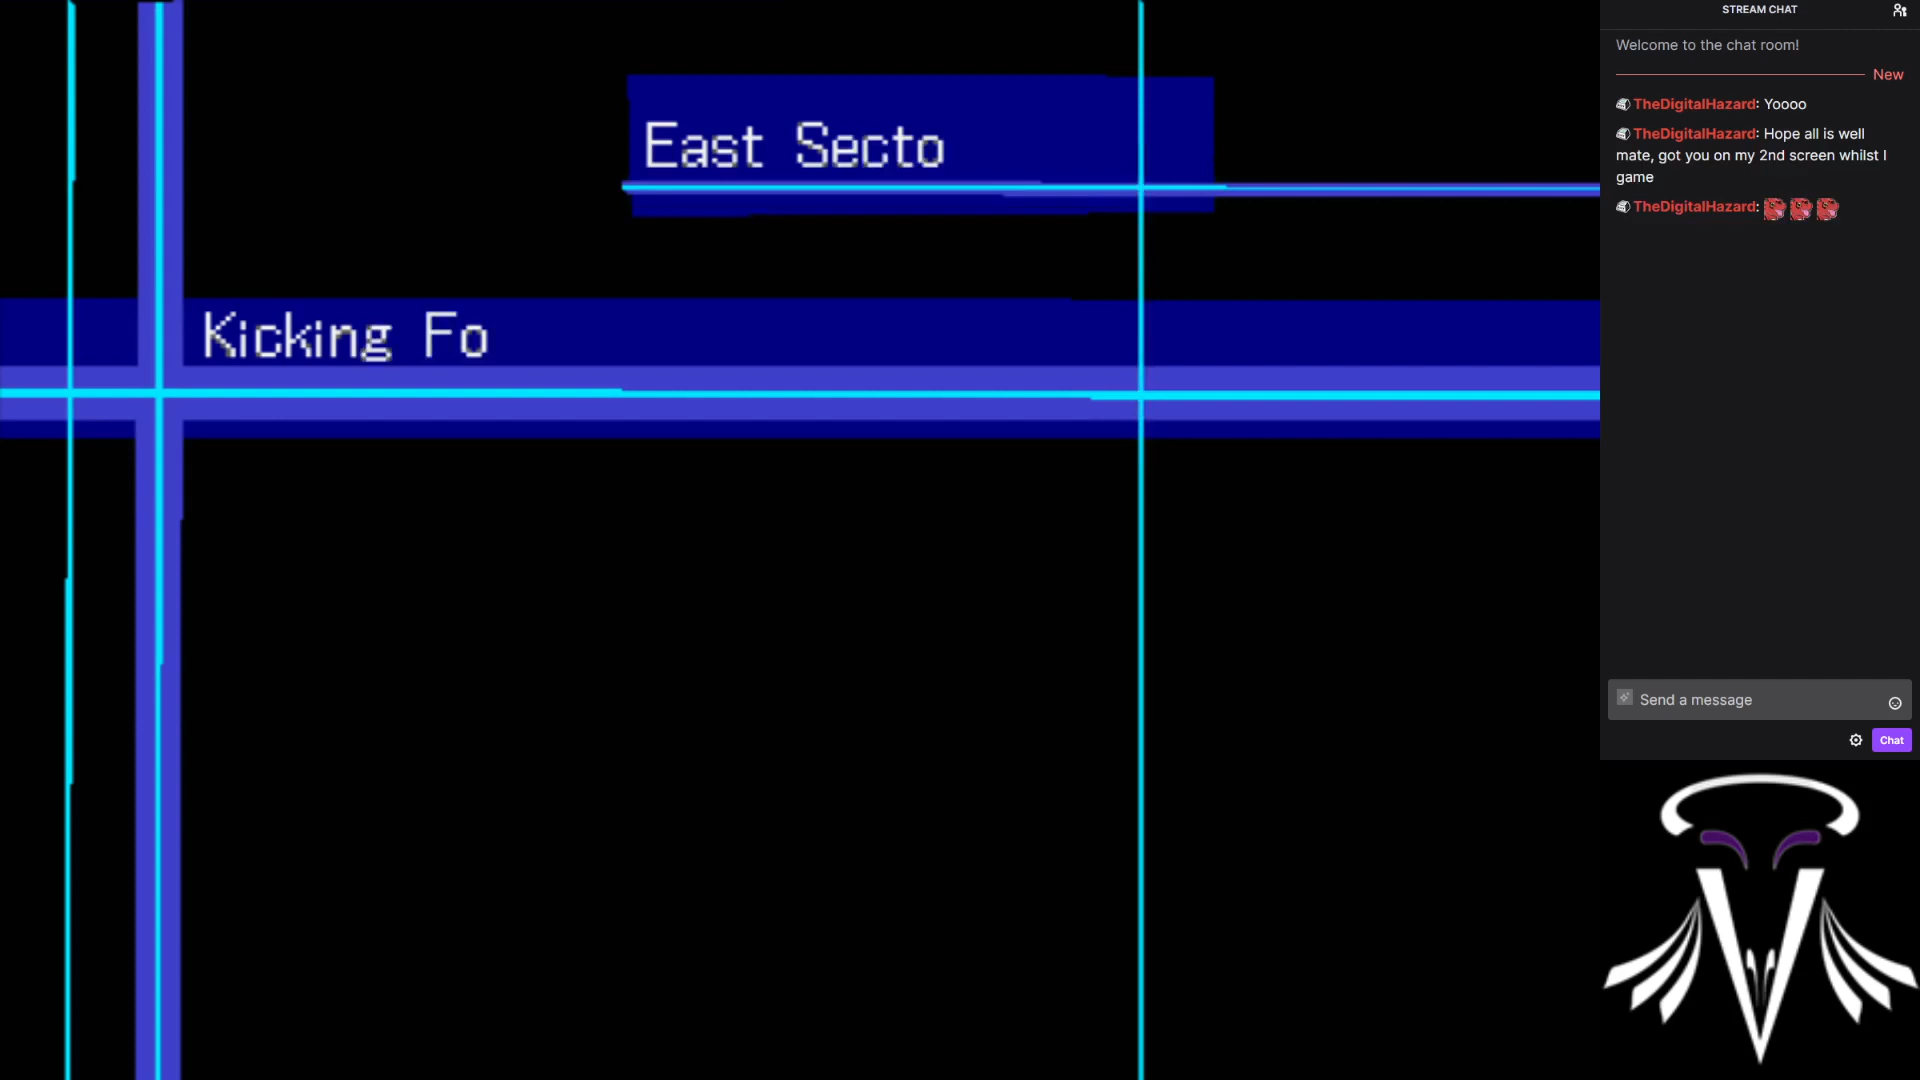 East Secto
Kicking Fo
STREAM CHAT
Welcome to the chat room!
New
TheDigitalHazard: Yoooo
TheDigitalHazard: Hope all is well
mate, got you on my 2nd screen whilst I
game
TheDigitalHazard:
Send a message
Chat